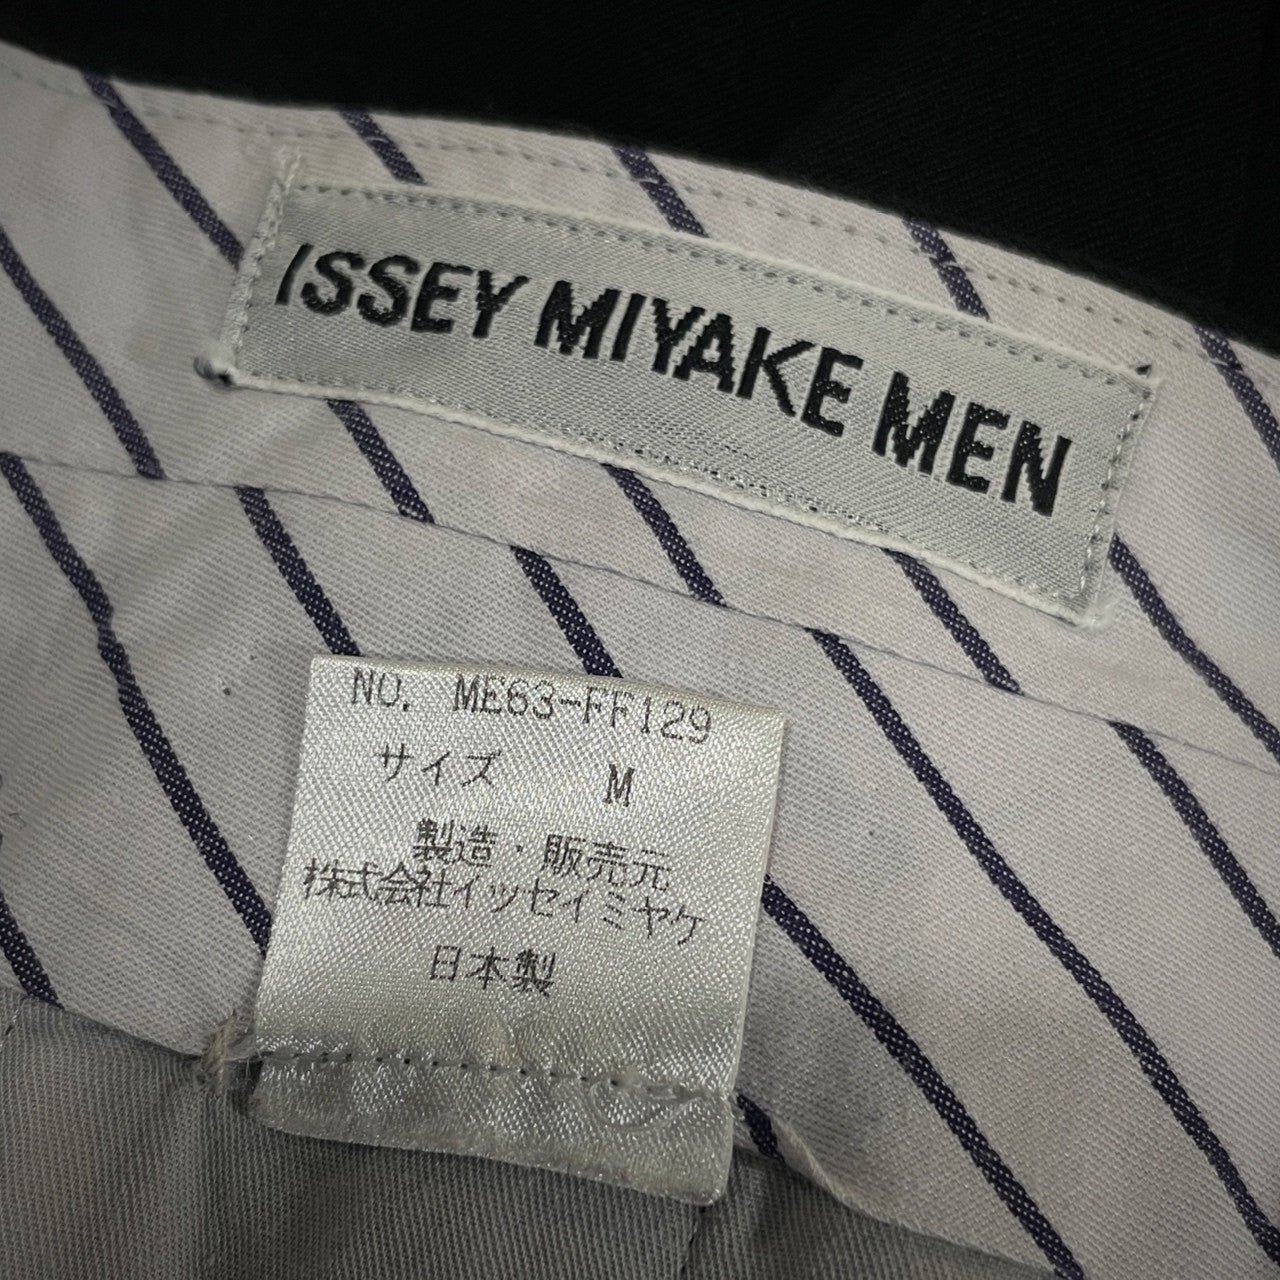 ISSEY MIYAKE MEN
NO. ME63-FF129
サイズ M
製造・販売元
株式会社イッセイミヤケ
日本製